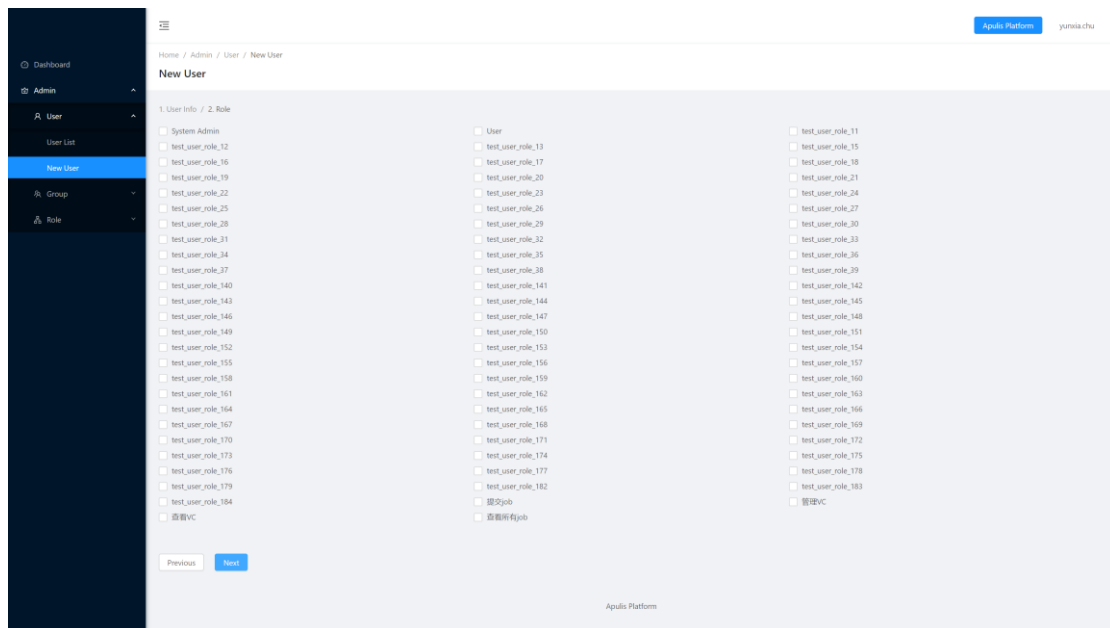 Apulis Platform yunxia.chu
Home / Admin / User / New User
New User
Dashboard
Admin
User
User List
New User
Group
Role
1. User Info / 2. Role
System Admin User test_user_role_11
test_user_role_12 test_user_role_13 test_user_role_15
test_user_role_16 test_user_role_17 test_user_role_18
test_user_role_19 test_user_role_20 test_user_role_21
test_user_role_22 test_user_role_23 test_user_role_24
test_user_role_25 test_user_role_26 test_user_role_27
test_user_role_28 test_user_role_29 test_user_role_30
test_user_role_31 test_user_role_32 test_user_role_33
test_user_role_34 test_user_role_35 test_user_role_36
test_user_role_37 test_user_role_38 test_user_role_39
test_user_role_140 test_user_role_141 test_user_role_142
test_user_role_143 test_user_role_144 test_user_role_145
test_user_role_146 test_user_role_147 test_user_role_148
test_user_role_149 test_user_role_150 test_user_role_151
test_user_role_152 test_user_role_153 test_user_role_154
test_user_role_155 test_user_role_156 test_user_role_157
test_user_role_158 test_user_role_159 test_user_role_160
test_user_role_161 test_user_role_162 test_user_role_163
test_user_role_164 test_user_role_165 test_user_role_166
test_user_role_167 test_user_role_168 test_user_role_169
test_user_role_170 test_user_role_171 test_user_role_172
test_user_role_173 test_user_role_174 test_user_role_175
test_user_role_176 test_user_role_177 test_user_role_178
test_user_role_179 test_user_role_182 test_user_role_183
test_user_role_184 提交job 管理VC
查看VC 查看所有job
Previous Next
Apulis Platform